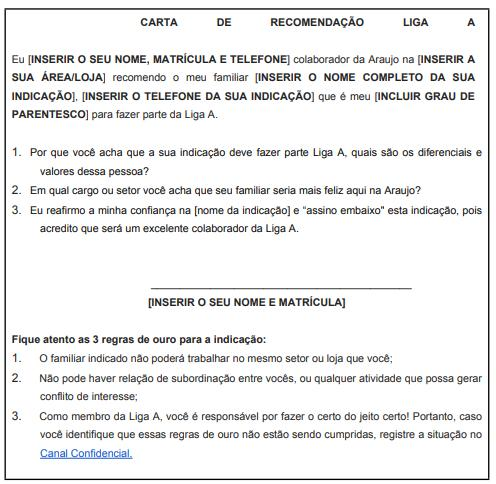 CARTA DE RECOMENDAÇÃO LIGA A
Eu [INSERIR O SEU NOME, MATRÍCULA E TELEFONE] colaborador da Araujo na [INSERIR A
SUA ÁREA/LOJA] recomendo o meu familiar [INSERIR O NOME COMPLETO DA SUA
INDICAÇÃO], [INSERIR O TELEFONE DA SUA INDICAÇÃO] que é meu [INCLUIR GRAU DE
PARENTESCO] para fazer parte da Liga A.
1. Por que você acha que a sua indicação deve fazer parte Liga A, quais são os diferenciais e
valores dessa pessoa?
2. Em qual cargo ou setor você acha que seu familiar seria mais feliz aqui na Araujo?
3. Eu reafirmo a minha confiança na [nome da indicação] e “assino embaixo” esta indicação, pois
acredito que será um excelente colaborador da Liga A.
[INSERIR O SEU NOME E MATRÍCULA]
Fique atento as 3 regras de ouro para a indicação:
1. O familiar indicado não poderá trabalhar no mesmo setor ou loja que você;
2. Não pode haver relação de subordinação entre vocês, ou qualquer atividade que possa gerar
conflito de interesse;
3. Como membro da Liga A, você é responsável por fazer o certo do jeito certo! Portanto, caso
você identifique que essas regras de ouro não estão sendo cumpridas, registre a situação no
Canal Confidencial.